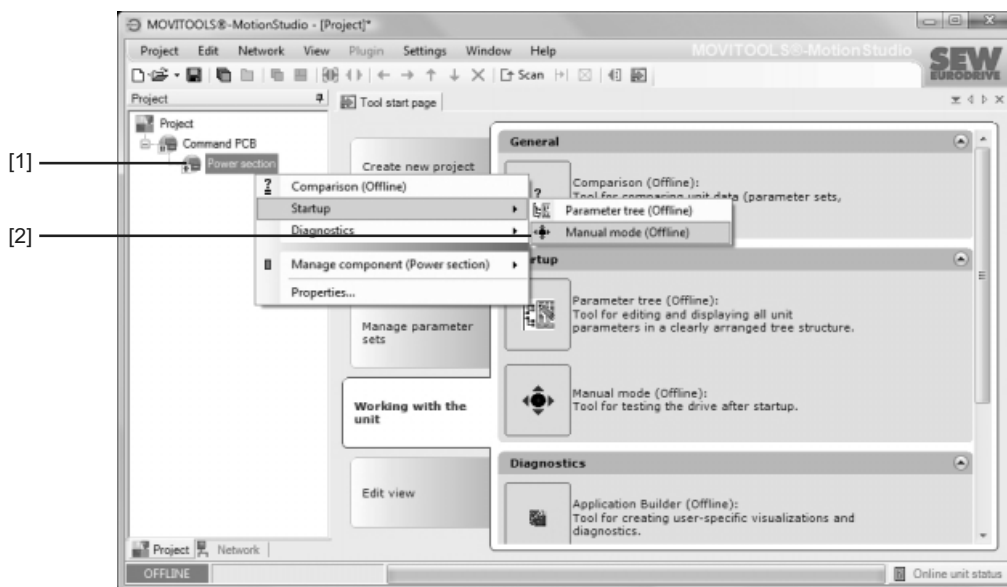 MOVITOOLS®-MotionStudio - [Project]*
Project Edit Network View Plugin Settings Window Help
MOVITOOLS®-MotionStudio
SEW
EURODRIVE
Scan
Project
Tool start page
Project
Command PCB
[1]
Power section
Create new project
General
Comparison (Offline)
Comparison (Offline):
Tool for comparing unit data (parameter sets,
Startup
Parameter tree (Offline)
[2]
Diagnostics
Manual mode (Offline)
rtup
Manage component (Power section)
Properties...
Parameter tree (Offline):
Tool for editing and displaying all unit
parameters in a clearly arranged tree structure.
Manage parameter
sets
Manual mode (Offline):
Tool for testing the drive after startup.
Working with the
unit
Diagnostics
Edit view
Application Builder (Offline):
Tool for creating user-specific visualizations and
diagnostics.
Project Network
OFFLINE
Online unit status